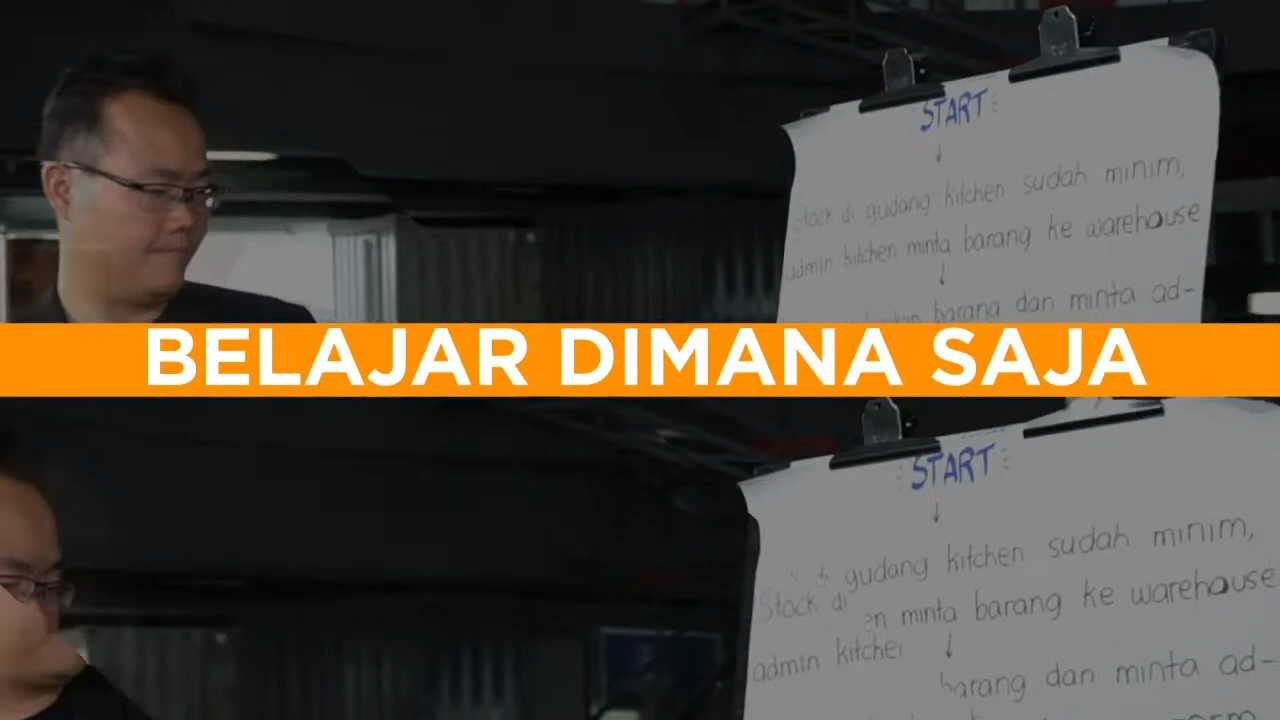 START
Stock di gudang kitchen sudah minim,
admin kitchen minta barang ke warehouse
barang dan minta ad-
BELAJAR DIMANA SAJA
START
Stock di gudang kitchen sudah minim,
admin kitchen minta barang ke warehouse
barang dan minta ad-